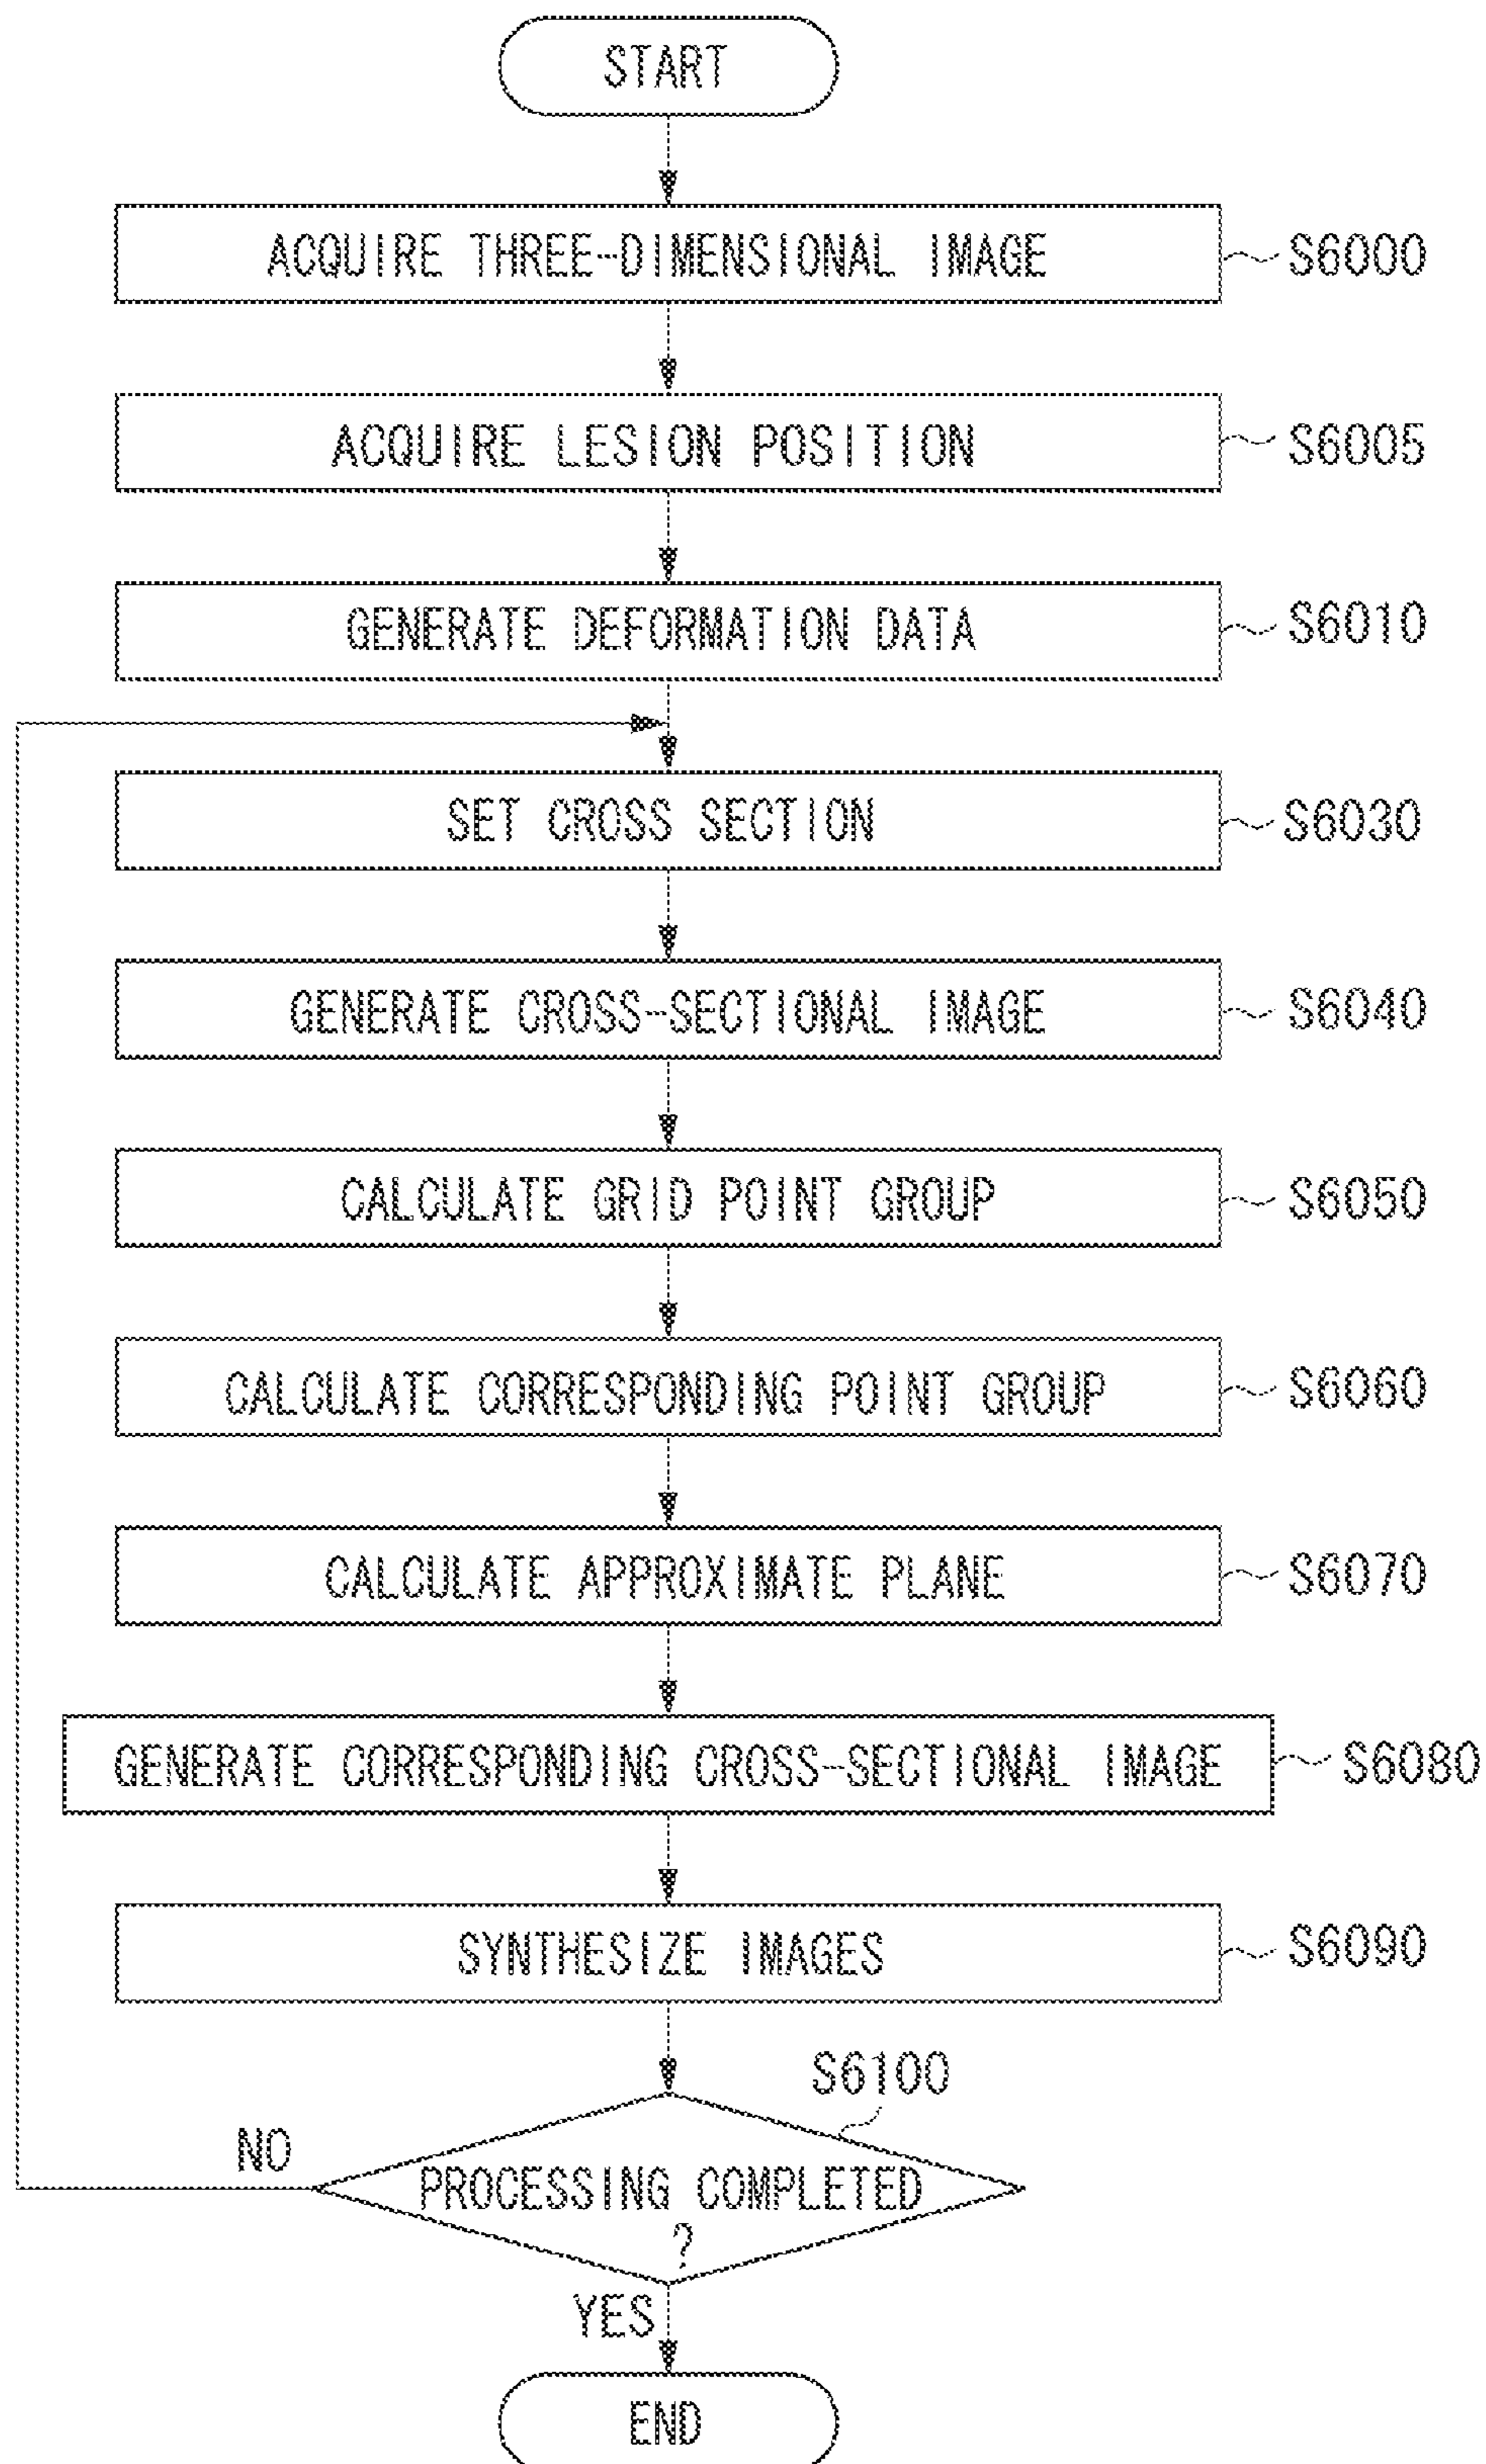 START
ACQUIRE THREE-DIMENSIONAL IMAGE
S6000
ACQUIRE LESION POSITION
S6005
GENERATE DEFORMATION DATA
S6010
SET CROSS SECTION
S6030
GENERATE CROSS-SECTIONAL IMAGE
S6040
CALCULATE GRID POINT GROUP
S6050
CALCULATE CORRESPONDING POINT GROUP
S6060
CALCULATE APPROXIMATE PLANE
S6070
GENERATE CORRESPONDING CROSS-SECTIONAL IMAGE
S6080
SYNTHESIZE IMAGES
S6090
S6100
NO
PROCESSING COMPLETED
?
YES
END